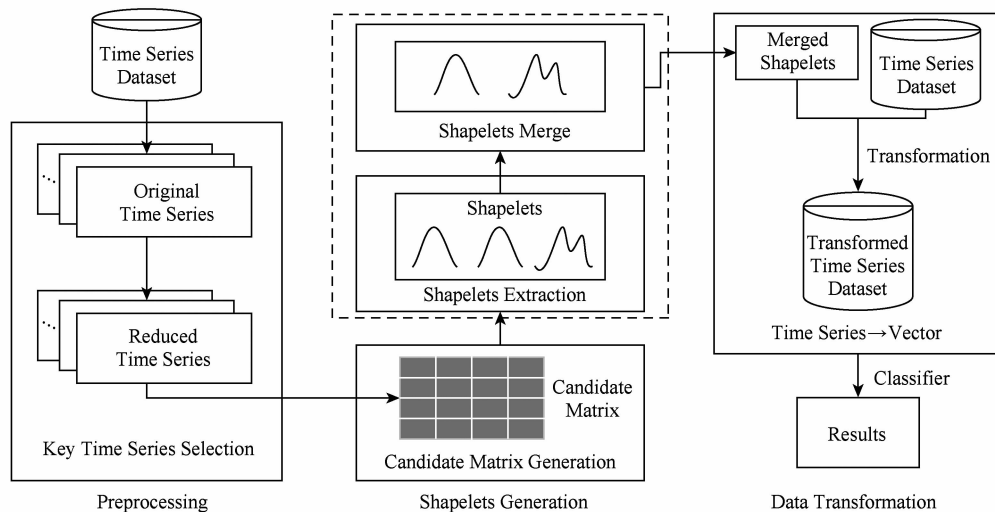 Time Series
Dataset
...
Original
Time Series
...
Reduced
Time Series
Key Time Series Selection
Preprocessing
Shapelets Merge
Shapelets
Shapelets Extraction
Candidate
Matrix
Candidate Matrix Generation
Shapelets Generation
Merged
Shapelets
Time Series
Dataset
Transformation
Transformed
Time Series
Dataset
Time Series→Vector
Classifier
Results
Data Transformation